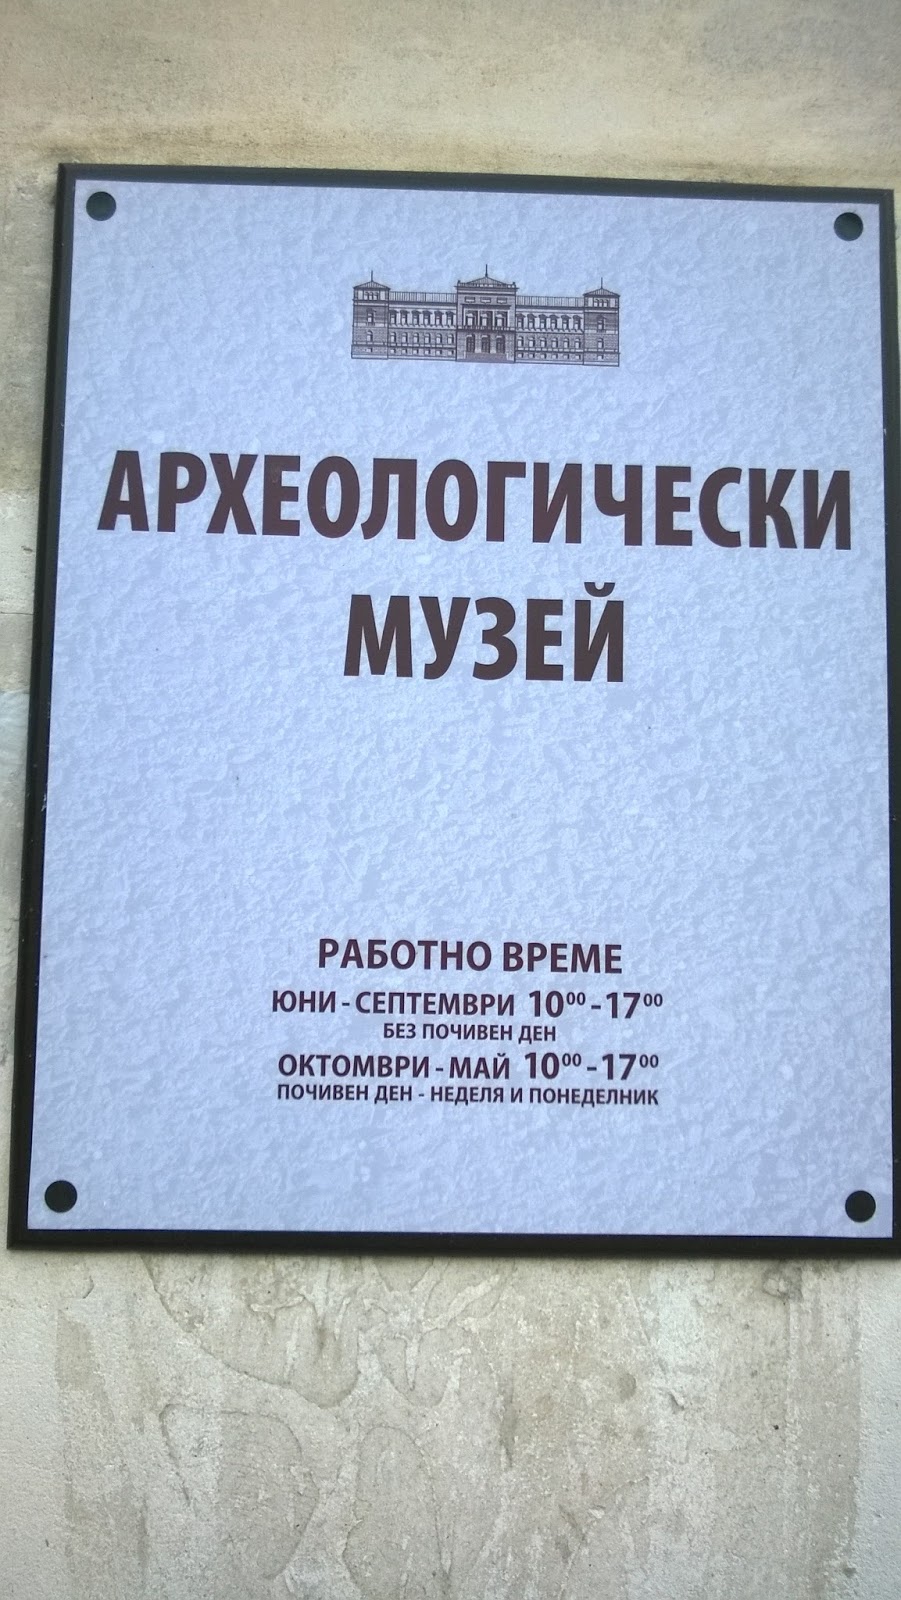 АРХЕОЛОГИЧЕСКИ
МУЗЕЙ
РАБОТНО ВРЕМЕ
ЮНИ - СЕПТЕМВРИ 10⁰⁰ - 17⁰⁰
БЕЗ ПОЧИВЕН ДЕН
ОКТОМВРИ - МАЙ 10⁰⁰ - 17⁰⁰
ПОЧИВЕН ДЕН - НЕДЕЛЯ И ПОНЕДЕЛНИК